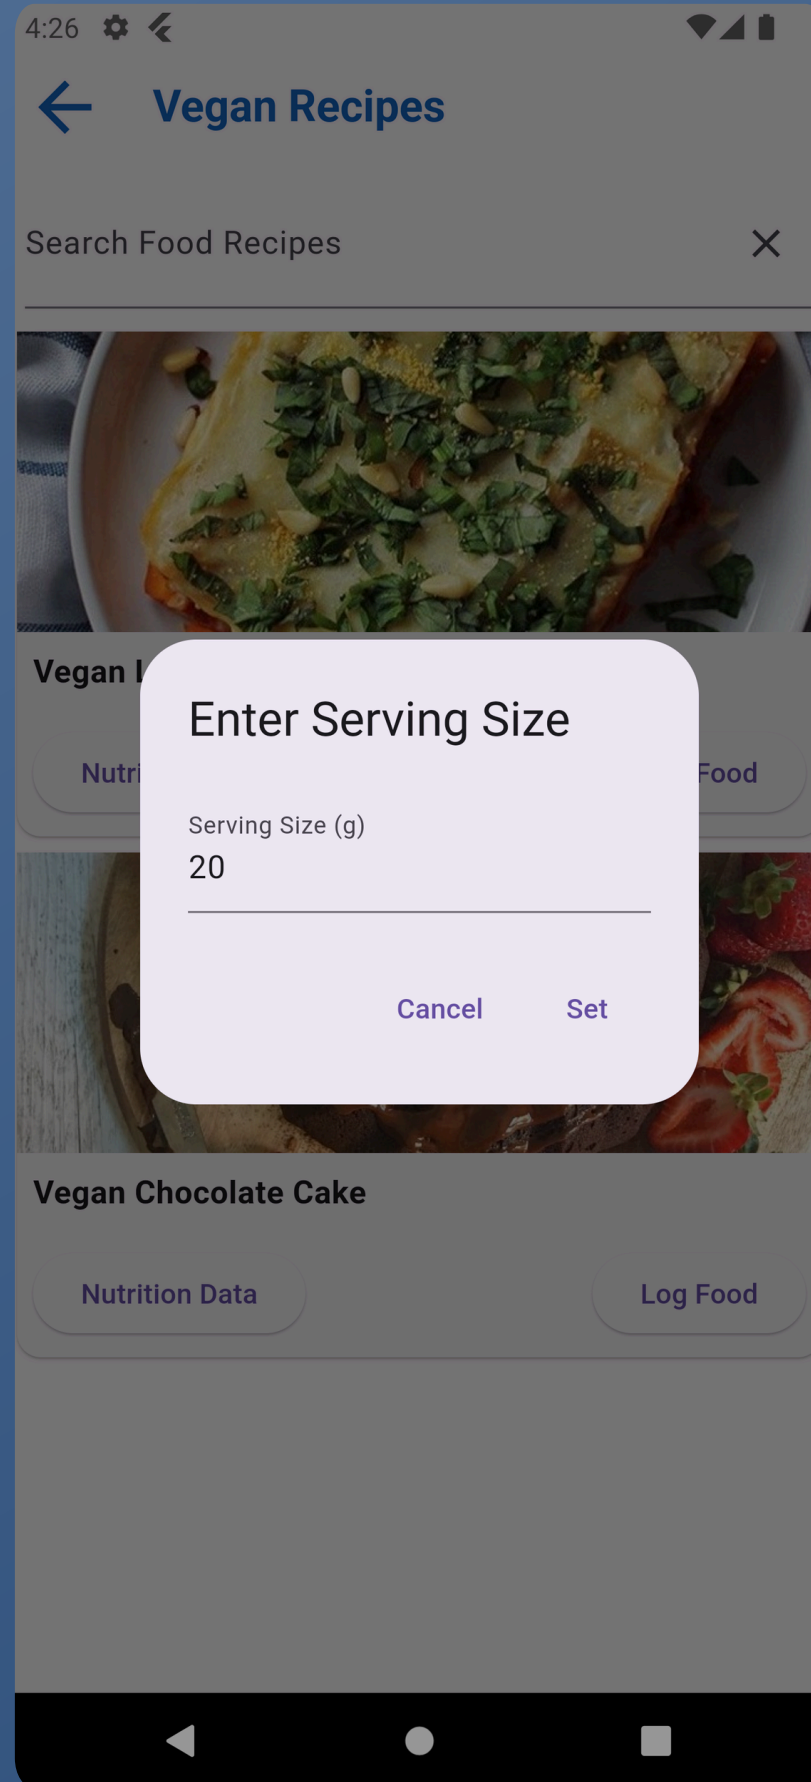 4:26
Vegan Recipes
Search Food Recipes
Vegan
Enter Serving Size
Nutri
Food
Serving Size (g)
20
Cancel Set
Vegan Chocolate Cake
Nutrition Data Log Food